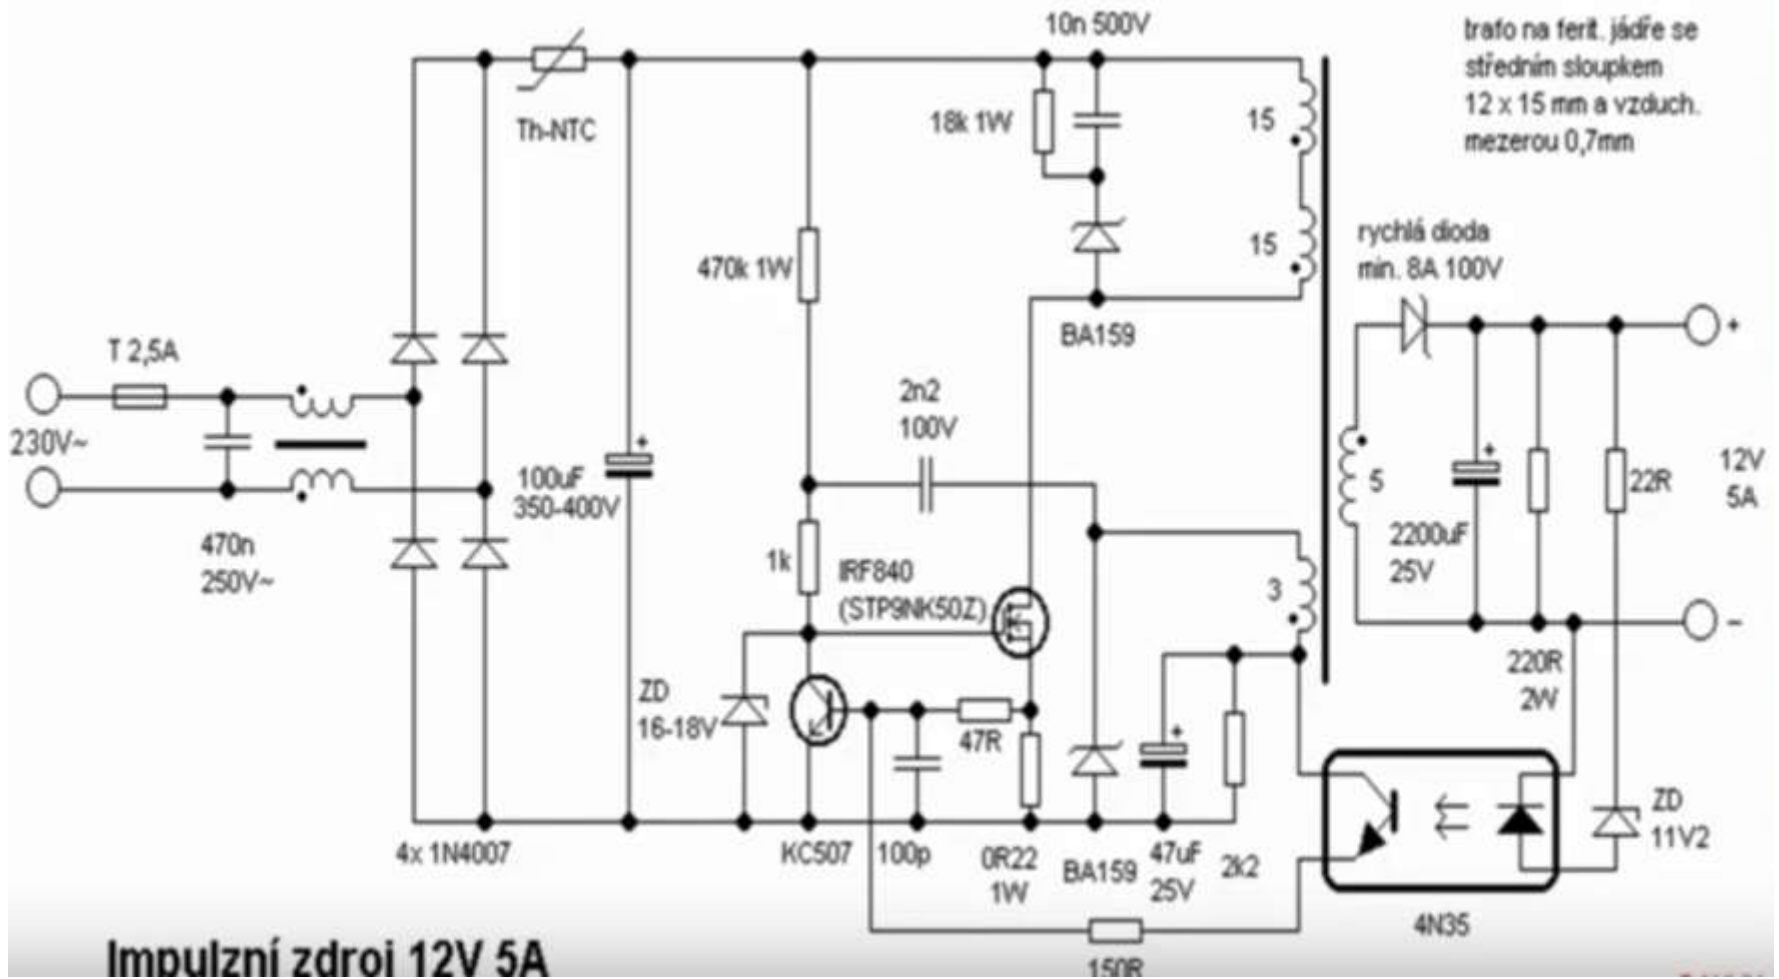 10n 500V
trafo na ferit. jádře se
středním sloupkem
12 x 15 mm a vzduch.
mezerou 0,7mm
Th-NTC
18k 1W
15
470k 1W
15
rychlá dioda
min. 8A 100V
+
BA159
T 2,5A
2n2
100V
230V~
+
100uF
350-400V
470n
250V~
1k
IRF840
(STP9NK50Z)
3
5
+
2200uF
25V
22R
12V
5A
-
220R
2W
ZD
16-18V
47R
+
ZD
11V2
4x 1N4007
KC507
100p
0R22
1W
BA159
47uF
25V
2k2
4N35
150R
Impulzní zdroj 12V 5A